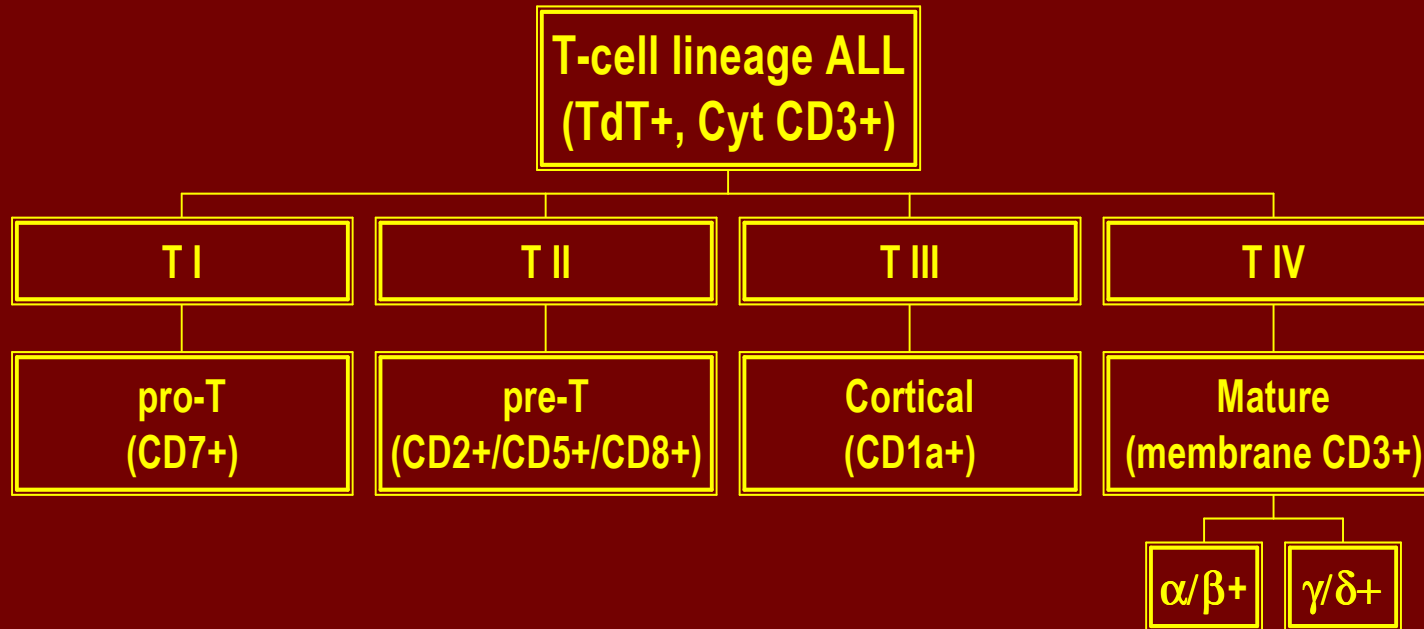 T-cell lineage ALL
(TdT+, Cyt CD3+)
T I
T II
T III
T IV
pro-T
(CD7+)
pre-T
(CD2+/CD5+/CD8+)
Cortical
(CD1a+)
Mature
(membrane CD3+)
α/β+
γ/δ+